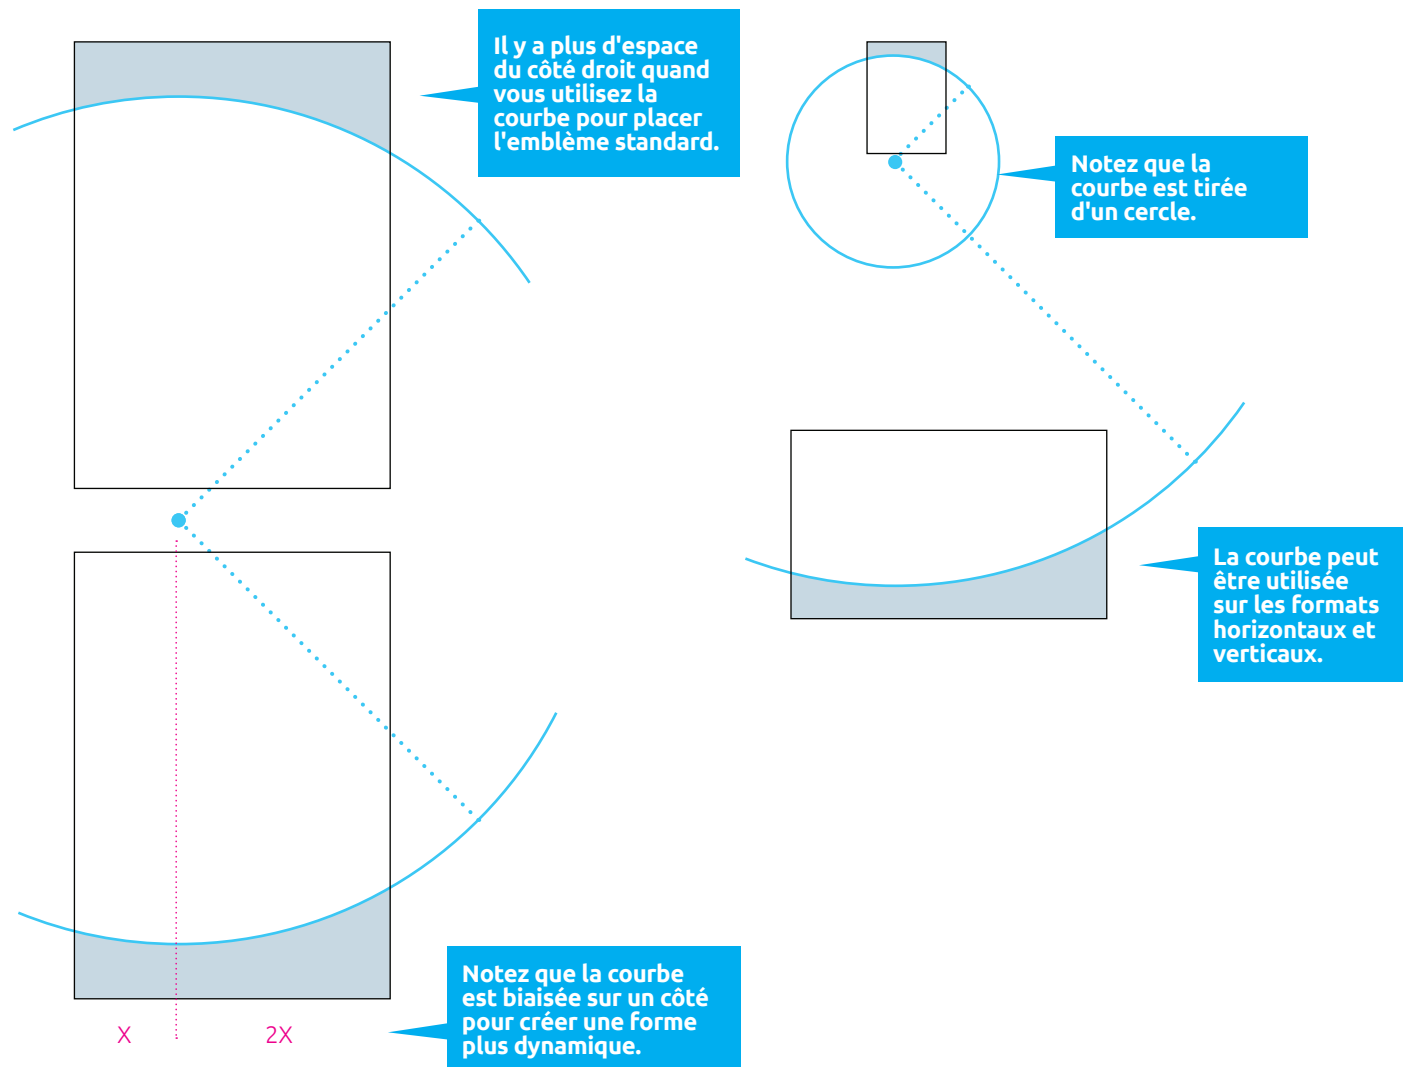 Il y a plus d'espace
du côté droit quand
vous utilisez la
courbe pour placer
l'emblème standard.
Notez que la
courbe est tirée
d'un cercle.
La courbe peut
être utilisée
sur les formats
horizontaux et
verticaux.
Notez que la courbe
est biaisée sur un côté
pour créer une forme
plus dynamique.
X 2X